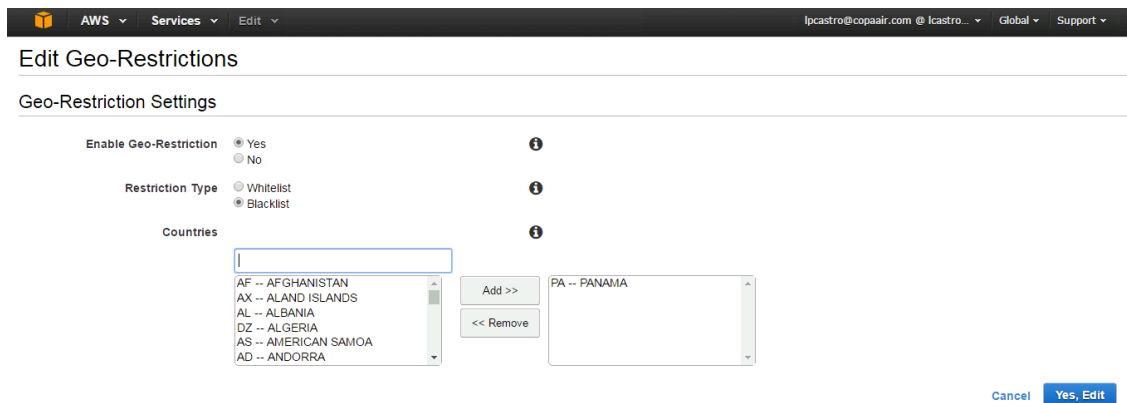 AWS Services Edit lpcastro@copaair.com @ lcastro... Global Support
Edit Geo-Restrictions
Geo-Restriction Settings
Enable Geo-Restriction Yes
No
Restriction Type Whitelist
Blacklist
Countries
AF -- AFGHANISTAN
AX -- ALAND ISLANDS
AL -- ALBANIA
DZ -- ALGERIA
AS -- AMERICAN SAMOA
AD -- ANDORRA
Add >>
<< Remove
PA -- PANAMA
Cancel Yes, Edit